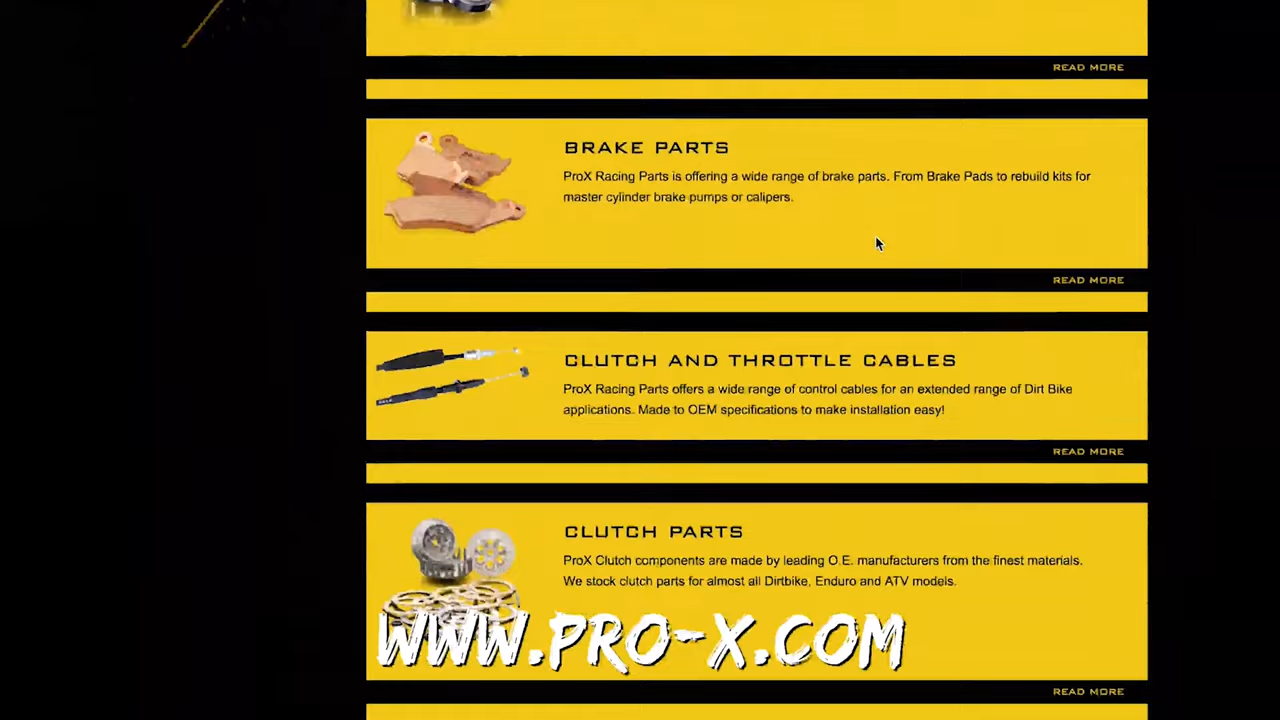 READ MORE
BRAKE PARTS
ProX Racing Parts is offering a wide range of brake parts. From Brake Pads to rebuild kits for
master cylinder brake pumps or calipers.
READ MORE
CLUTCH AND THROTTLE CABLES
ProX Racing Parts offers a wide range of control cables for an extended range of Dirt Bike
applications. Made to OEM specifications to make installation easy!
READ MORE
CLUTCH PARTS
ProX Clutch components are made by leading O.E. manufacturers from the finest materials.
We stock clutch parts for almost all Dirtbike, Enduro and ATV models.
WWW.PRO-X.COM
READ MORE